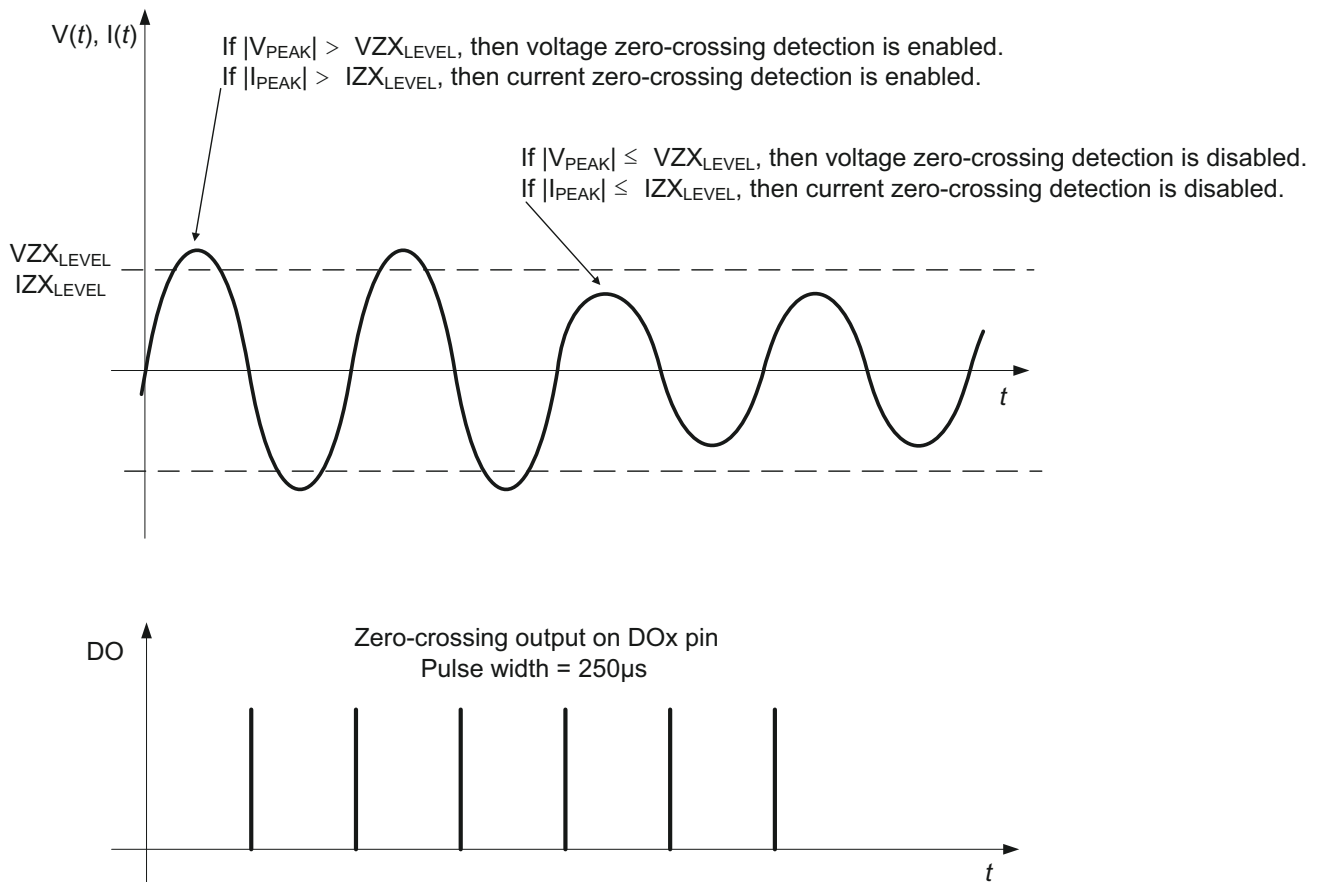 V(t), I(t)
If |VPEAK| > VZXLEVEL, then voltage zero-crossing detection is enabled.
If |IPEAK| > IZXLEVEL, then current zero-crossing detection is enabled.
If |VPEAK| ≤ VZXLEVEL, then voltage zero-crossing detection is disabled.
If |IPEAK| ≤ IZXLEVEL, then current zero-crossing detection is disabled.
VZXLEVEL
IZXLEVEL
t
DO
Zero-crossing output on DOx pin
Pulse width = 250µs
t